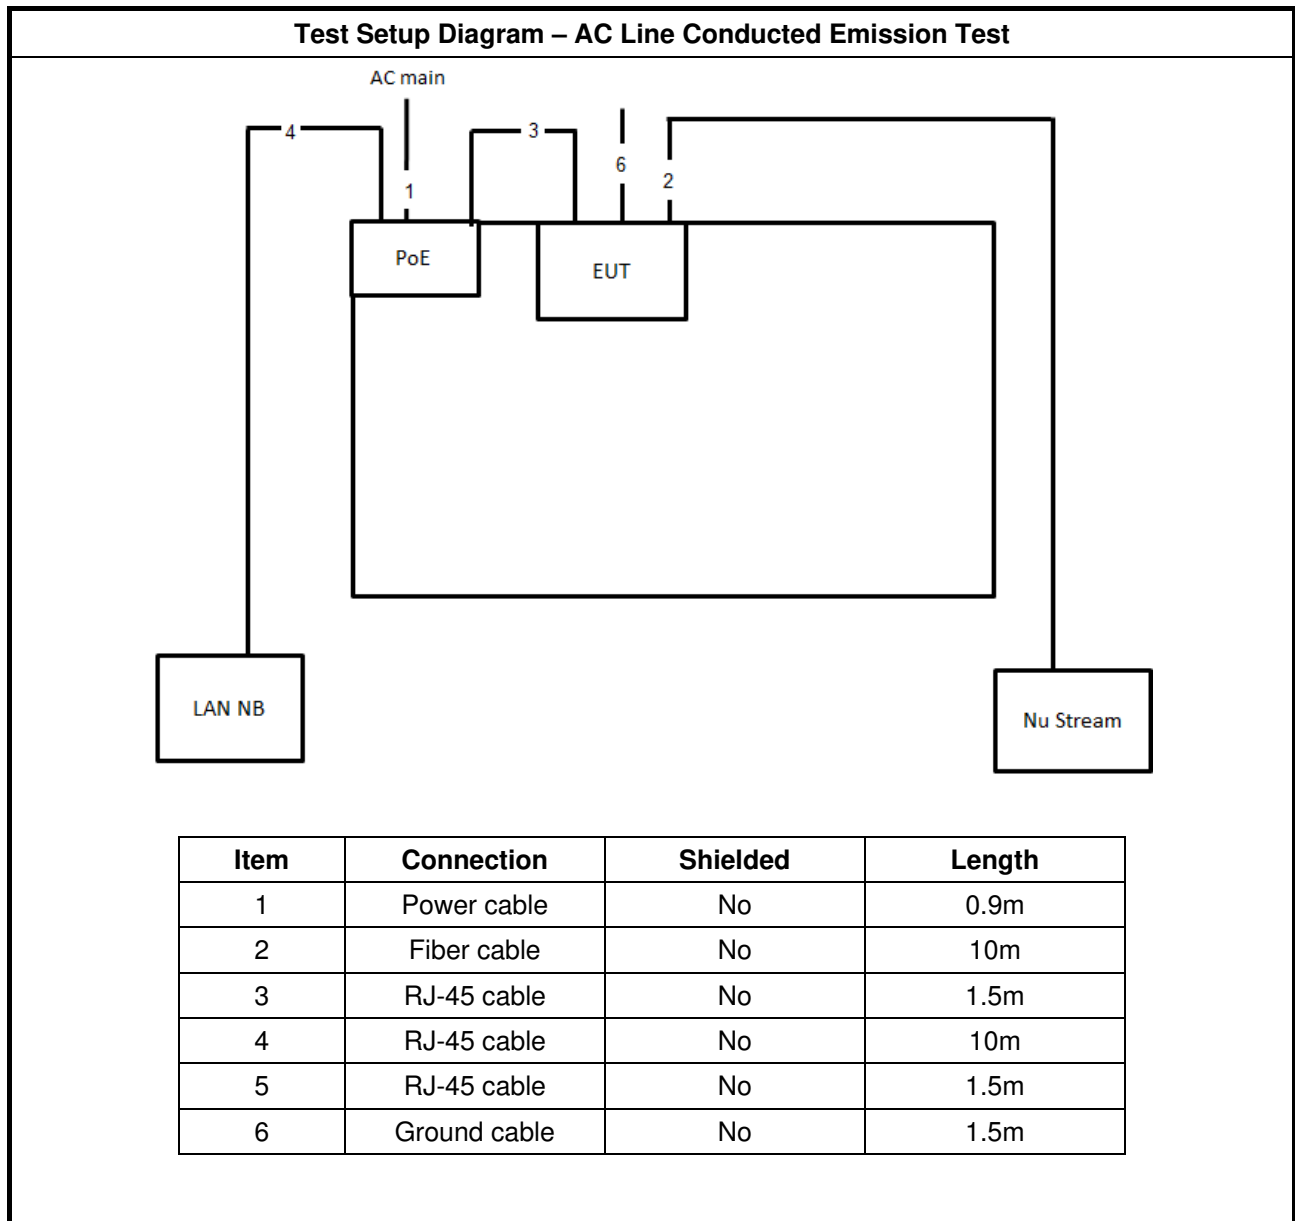 Test Setup Diagram – AC Line Conducted Emission Test
AC main
4
3
6
2
1
PoE
EUT
LAN NB
Nu Stream
Item Connection Shielded Length
1 Power cable No 0.9m
2 Fiber cable No 10m
3 RJ-45 cable No 1.5m
4 RJ-45 cable No 10m
5 RJ-45 cable No 1.5m
6 Ground cable No 1.5m